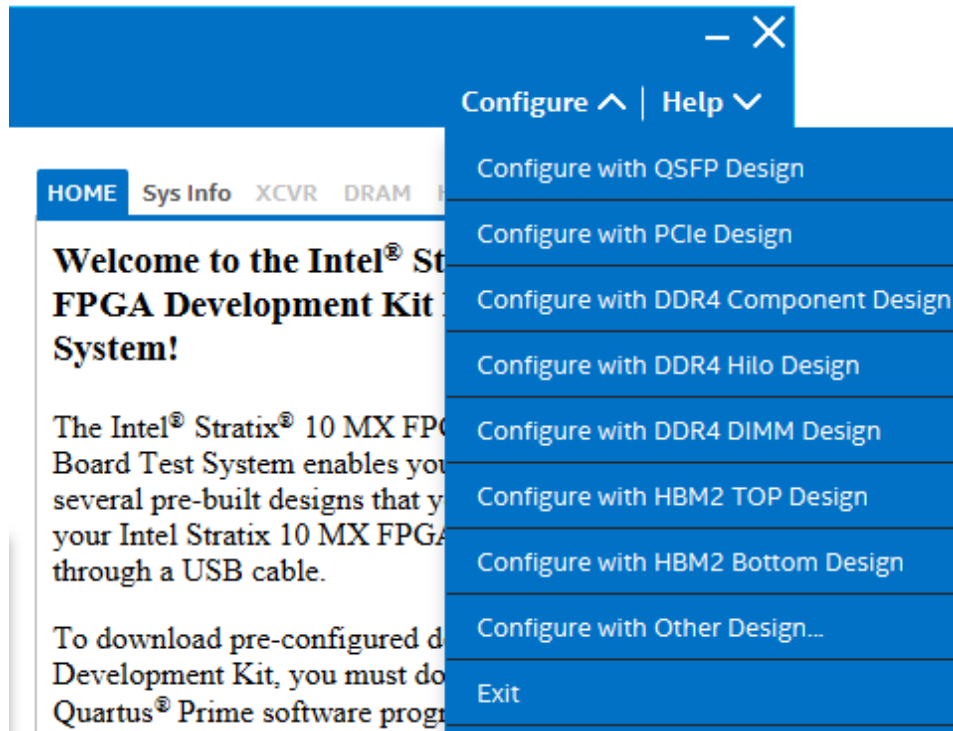 Configure | Help
HOME Sys Info XCVR DRAM
Configure with QSFP Design
Configure with PCIe Design
Configure with DDR4 Component Design
Configure with DDR4 Hilo Design
Configure with DDR4 DIMM Design
Configure with HBM2 TOP Design
Configure with HBM2 Bottom Design
Configure with Other Design...
Exit
Welcome to the Intel® St
FPGA Development Kit
System!
The Intel® Stratix® 10 MX FPG
Board Test System enables you
several pre-built designs that y
your Intel Stratix 10 MX FPGA
through a USB cable.
To download pre-configured d
Development Kit, you must do
Quartus® Prime software progr